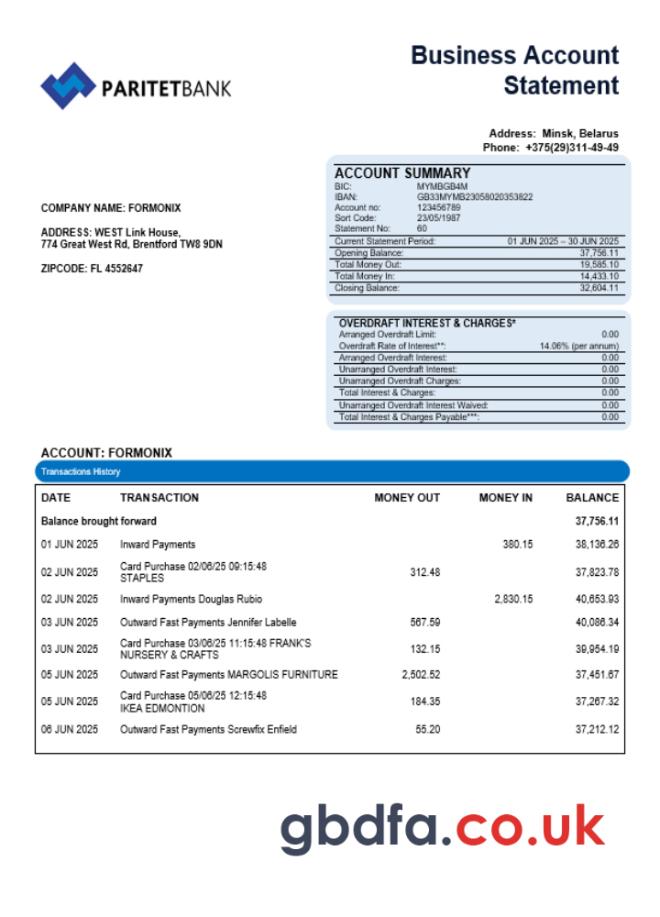 PARITETBANK
Business Account
Statement
Address: Minsk, Belarus
Phone: +375(29)311-49-49
COMPANY NAME: FORMONIX
ADDRESS: WEST Link House,
774 Great West Rd, Brentford TW8 9DN
ZIPCODE: FL 4552647
ACCOUNT SUMMARY
BIC: MYMBGB4M
IBAN: GB33MYMB23058020353822
Account no: 123456789
Sort Code: 23/05/1987
Statement No: 60
Current Statement Period: 01 JUN 2025 – 30 JUN 2025
Opening Balance: 37,756.11
Total Money Out: 19,585.10
Total Money In: 14,433.10
Closing Balance: 32,604.11
OVERDRAFT INTEREST & CHARGES*
Arranged Overdraft Limit: 0.00
Overdraft Rate of Interest**: 14.06% (per annum)
Arranged Overdraft Interest: 0.00
Unarranged Overdraft Interest: 0.00
Unarranged Overdraft Charges: 0.00
Total Interest & Charges: 0.00
Unarranged Overdraft Interest Waived: 0.00
Total Interest & Charges Payable***: 0.00
ACCOUNT: FORMONIX
Transactions History
DATE TRANSACTION MONEY OUT MONEY IN BALANCE
Balance brought forward 37,756.11
01 JUN 2025 Inward Payments 380.15 38,136.26
02 JUN 2025 Card Purchase 02/06/25 09:15:48
STAPLES 312.48 37,823.78
02 JUN 2025 Inward Payments Douglas Rubio 2,830.15 40,653.93
03 JUN 2025 Outward Fast Payments Jennifer Labelle 567.59 40,086.34
03 JUN 2025 Card Purchase 03/06/25 11:15:48 FRANK'S
NURSERY & CRAFTS 132.15 39,954.19
05 JUN 2025 Outward Fast Payments MARGOLIS FURNITURE 2,502.52 37,451.67
05 JUN 2025 Card Purchase 05/06/25 12:15:48
IKEA EDMONTION 184.35 37,267.32
06 JUN 2025 Outward Fast Payments Screwfix Enfield 55.20 37,212.12
gbdfa.co.uk